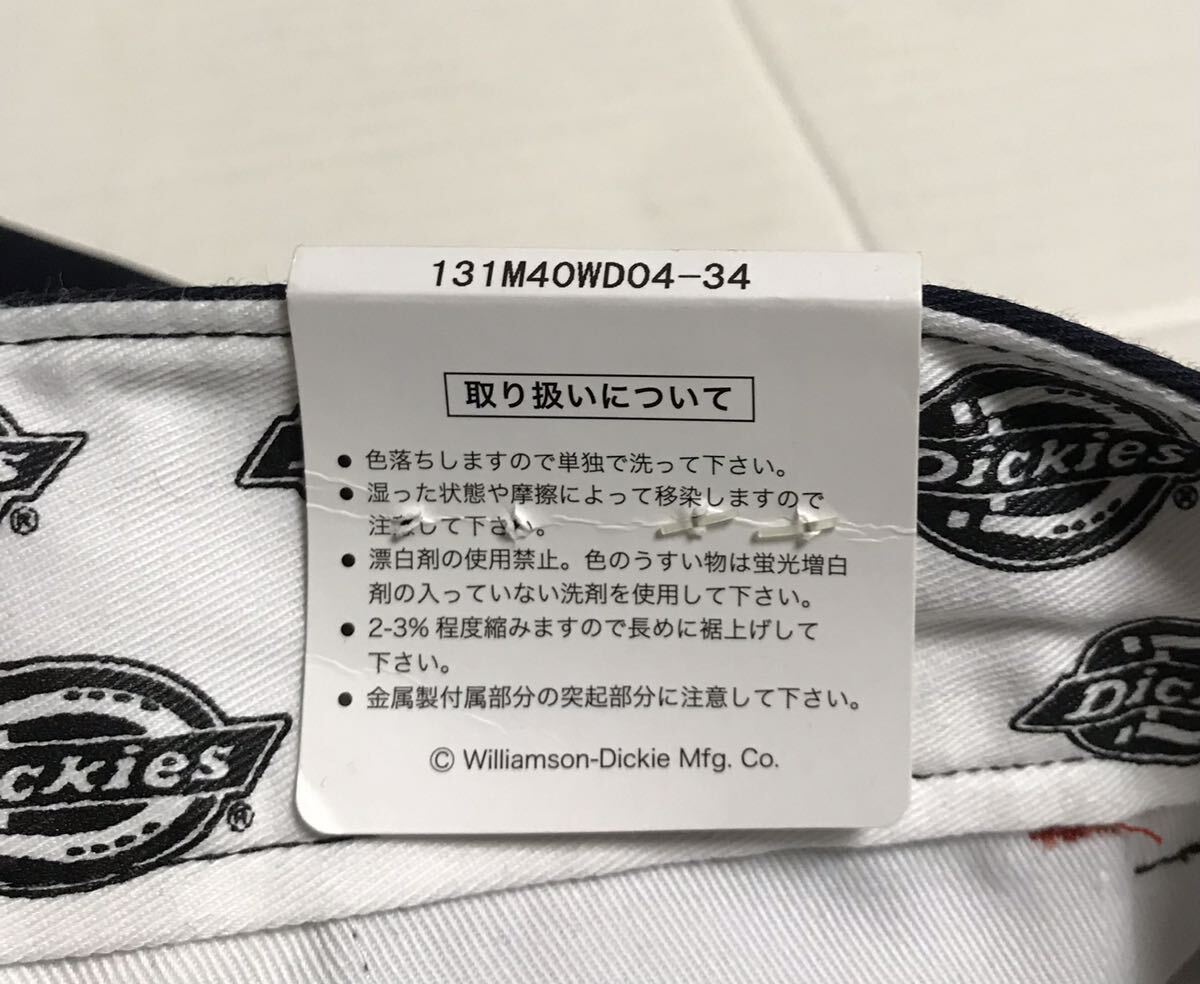 131M40WD04-34
取り扱いについて
● 色落ちしますので単独で洗って下さい。
● 湿った状態や摩擦によって移染しますので
注意して下さい。
● 漂白剤の使用禁止。色のうすい物は蛍光増白
剤の入っていない洗剤を使用して下さい。
● 2-3% 程度縮みますので長めに裾上げして
下さい。
● 金属製付属部分の突起部分に注意して下さい。
© Williamson-Dickie Mfg. Co.
s
®
Dickies
®
Dic
ckies
®